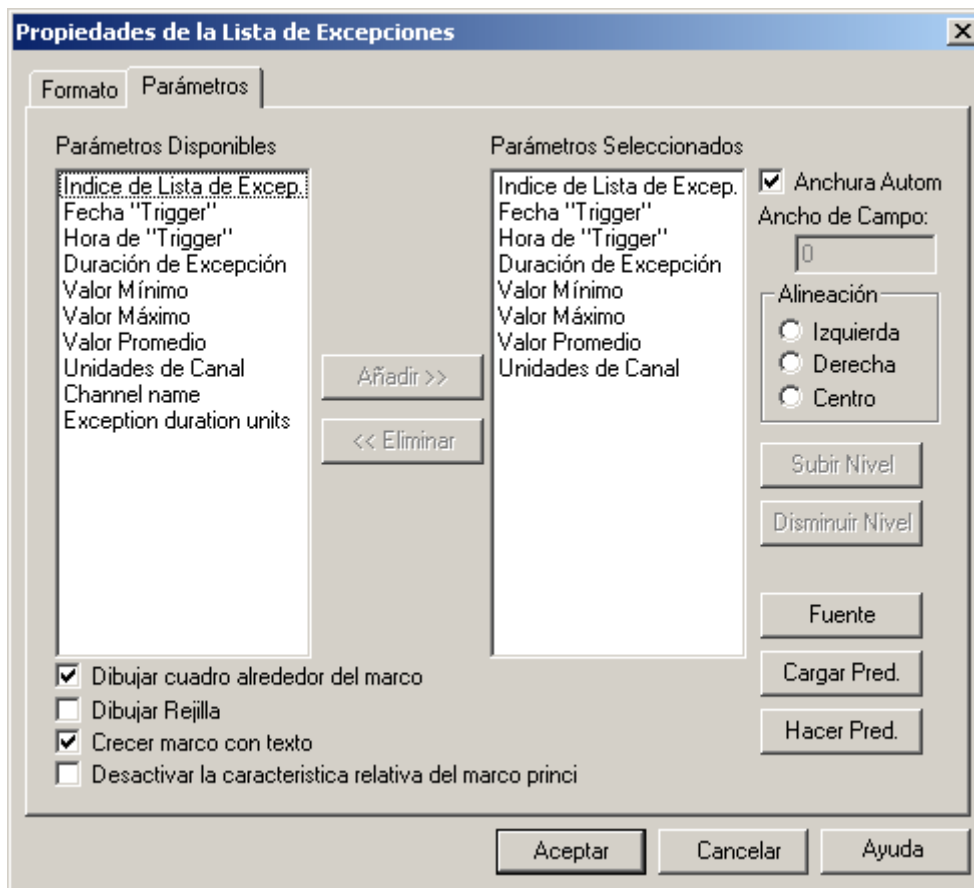 Propiedades de la Lista de Excepciones
Formato
Parámetros
Parámetros Disponibles
Indice de Lista de Excep.
Fecha "Trigger"
Hora de "Trigger"
Duración de Excepción
Valor Mínimo
Valor Máximo
Valor Promedio
Unidades de Canal
Channel name
Exception duration units
Añadir >>
<< Eliminar
Parámetros Seleccionados
Indice de Lista de Excep.
Fecha "Trigger"
Hora de "Trigger"
Duración de Excepción
Valor Mínimo
Valor Máximo
Valor Promedio
Unidades de Canal
Anchura Autom
Ancho de Campo:
0
Alineación
Izquierda
Derecha
Centro
Subir Nivel
Disminuir Nivel
Fuente
Cargar Pred.
Hacer Pred.
Dibujar cuadro alrededor del marco
Dibujar Rejilla
Crecer marco con texto
Desactivar la caracteristica relativa del marco princi
Aceptar
Cancelar
Ayuda